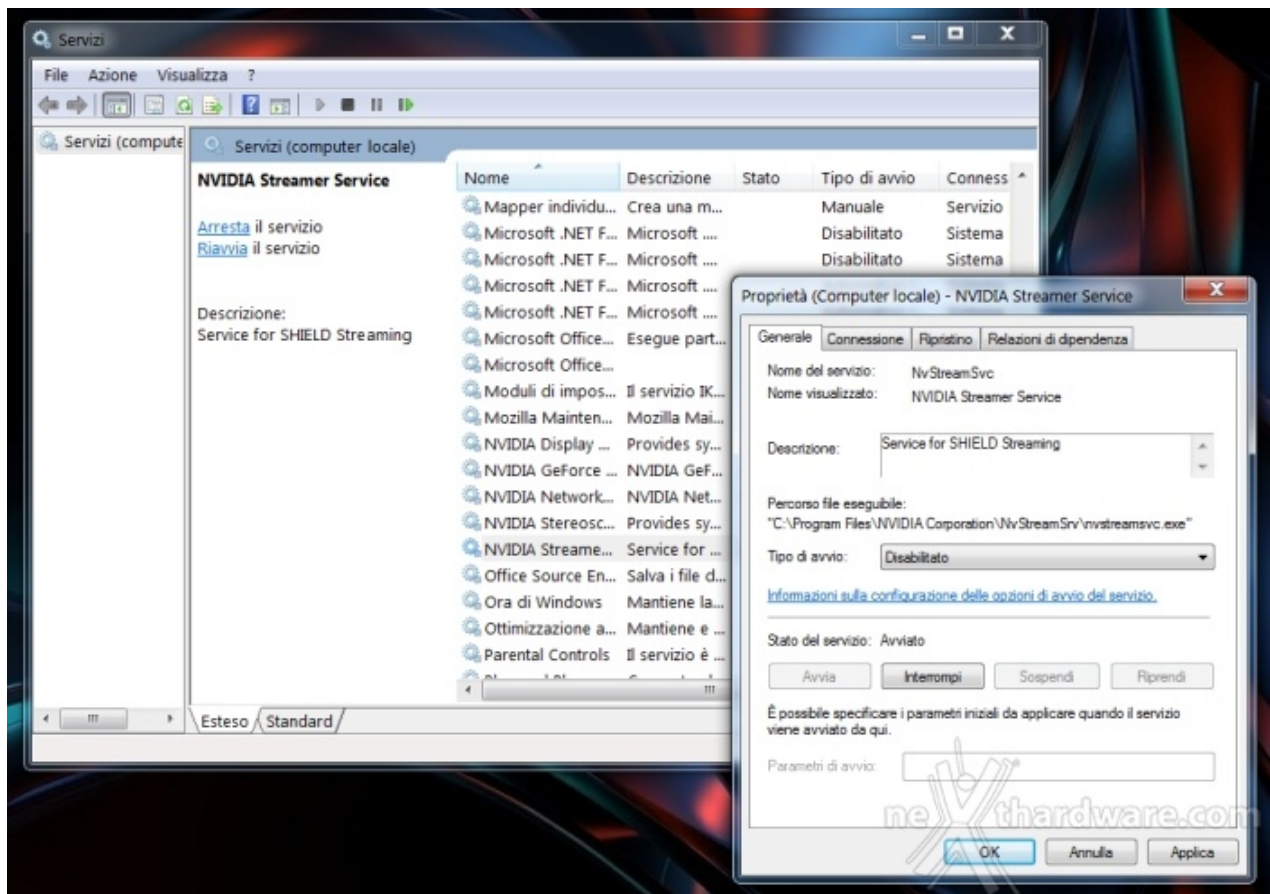 Servizi
File Azione Visualizza ?
Servizi (compute
Servizi (computer locale)
NVIDIA Streamer Service
Arresta il servizio
Riavvia il servizio
Descrizione:
Service for SHIELD Streaming
Nome Descrizione Stato Tipo di avvio Conness
Mapper individu... Crea una m... Manuale Servizio
Microsoft .NET F... Microsoft .... Disabilitato Sistema
Microsoft .NET F... Microsoft .... Disabilitato Sistema
Microsoft .NET F... Microsoft ....
Microsoft .NET F... Microsoft ....
Microsoft Office... Esegue part...
Microsoft Office...
Moduli di impos... Il servizio IK...
Mozilla Mainten... Mozilla Mai...
NVIDIA Display ... Provides sy...
NVIDIA GeForce ... NVIDIA GeF...
NVIDIA Network... NVIDIA Net...
NVIDIA Stereosc... Provides sy...
NVIDIA Streame... Service for ...
Office Source En... Salva i file d...
Ora di Windows Mantiene la...
Ottimizzazione a... Mantiene e ...
Parental Controls Il servizio è ...
Esteso Standard
Proprietà (Computer locale) - NVIDIA Streamer Service
Generale Connessione Ripristino Relazioni di dipendenza
Nome del servizio: NvStreamSvc
Nome visualizzato: NVIDIA Streamer Service
Descrizione: Service for SHIELD Streaming
Percorso file eseguibile:
"C:\Program Files\NVIDIA Corporation\NvStreamSrv\nvstreamsvc.exe"
Tipo di avvio: Disabilitato
Informazioni sulla configurazione delle opzioni di avvio del servizio.
Stato del servizio: Avviato
Avvia Interrompi Sospendi Riprendi
È possibile specificare i parametri iniziali da applicare quando il servizio
viene avviato da qui.
Parametri di avvio:
nexthardware.com
OK Annulla Applica